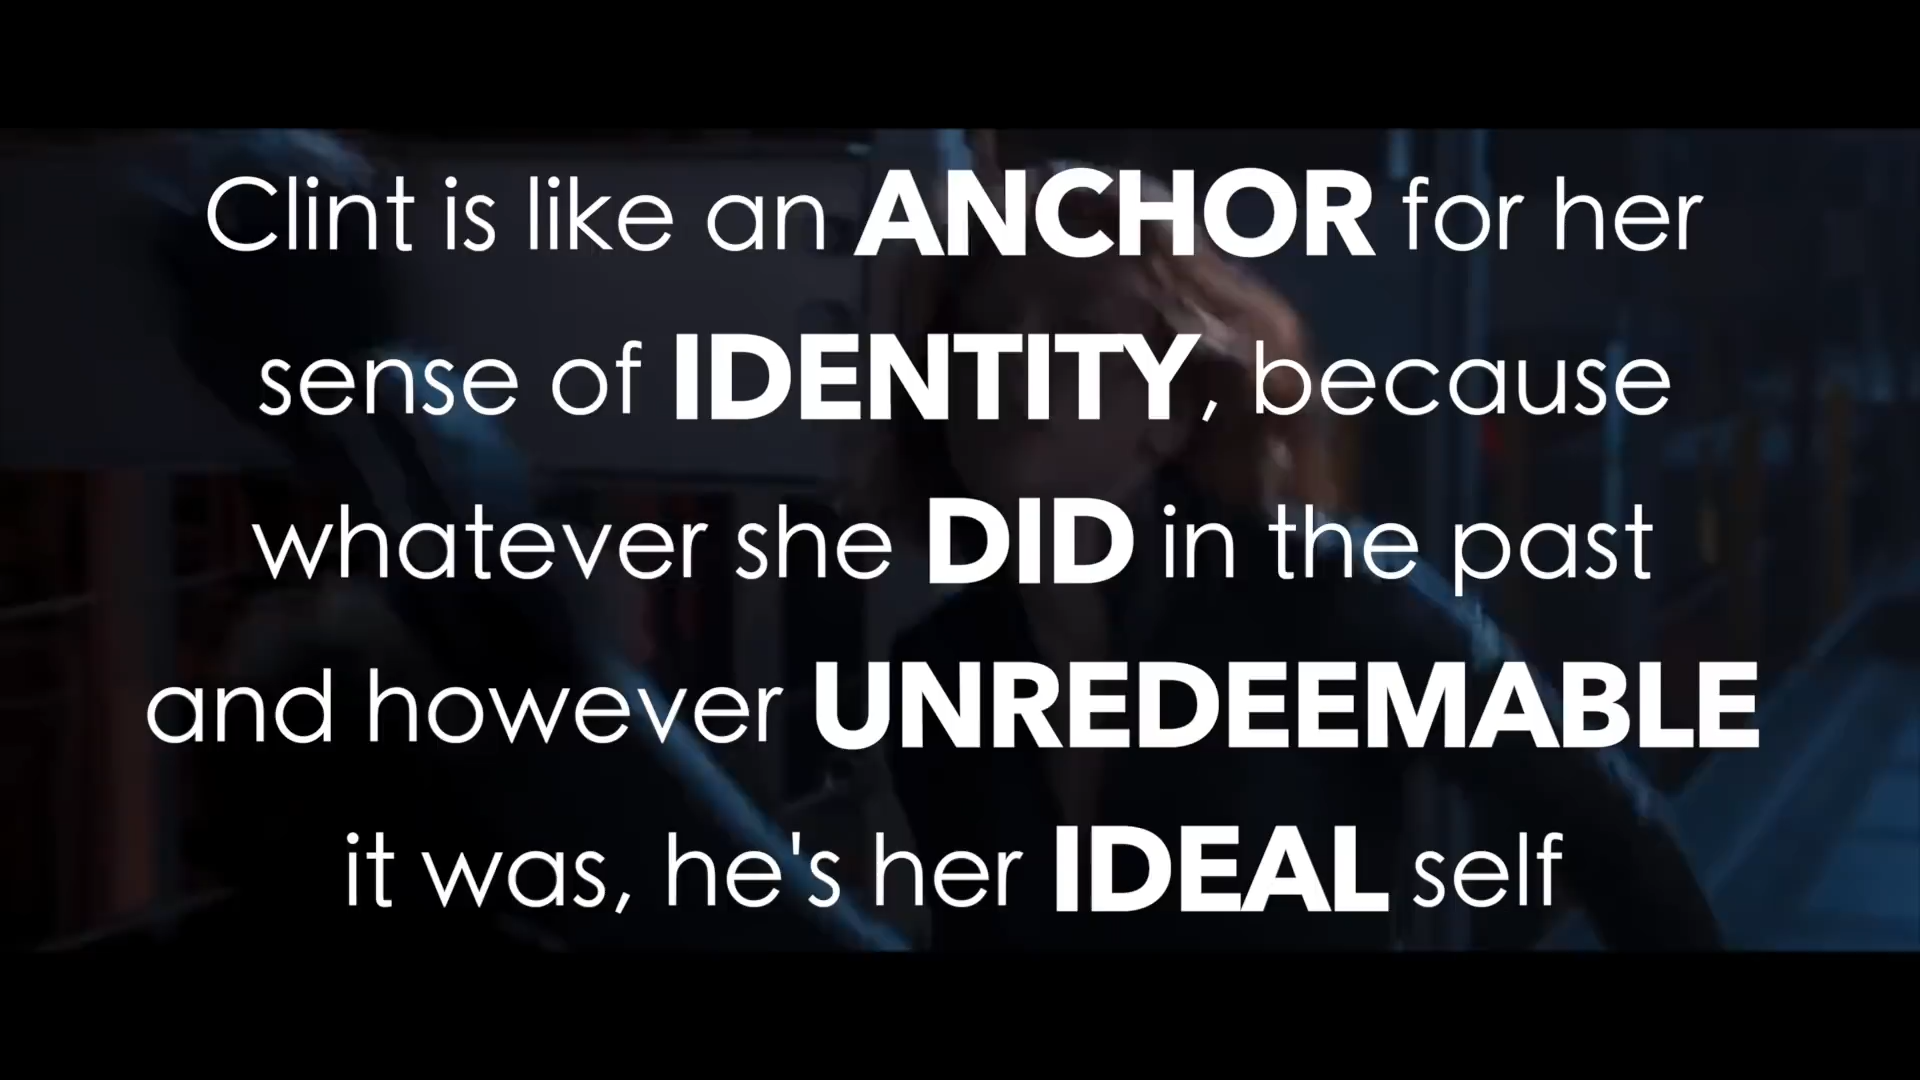 Clint is like an ANCHOR for her
sense of IDENTITY, because
whatever she DID in the past
and however UNREDEEMABLE
it was, he's her IDEAL self